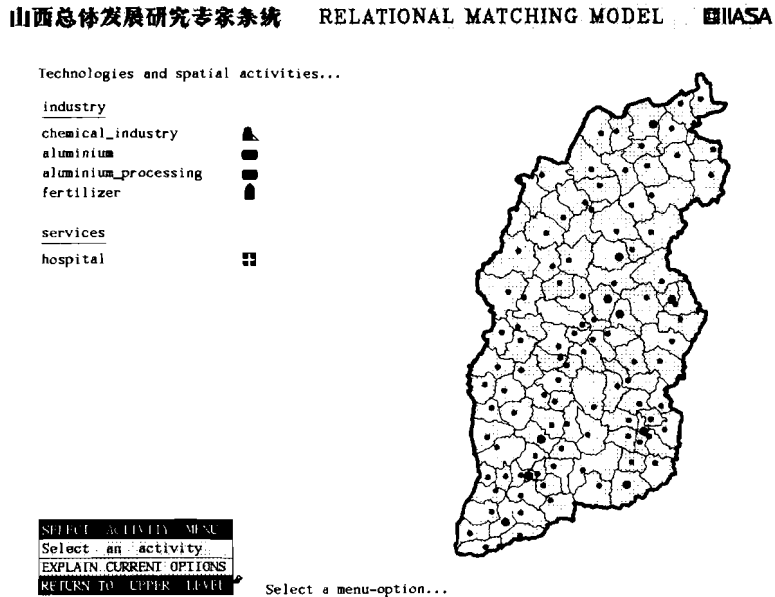 山西总体发展研究专家系统 RELATIONAL MATCHING MODEL IIASA
Technologies and spatial activities...
industry
chemical_industry
aluminium
aluminium_processing
fertilizer
services
hospital
SELECT ACTIVITY MENU
Select an activity
EXPLAIN CURRENT OPTIONS
RETURN TO UPPER LEVEL
Select a menu-option...